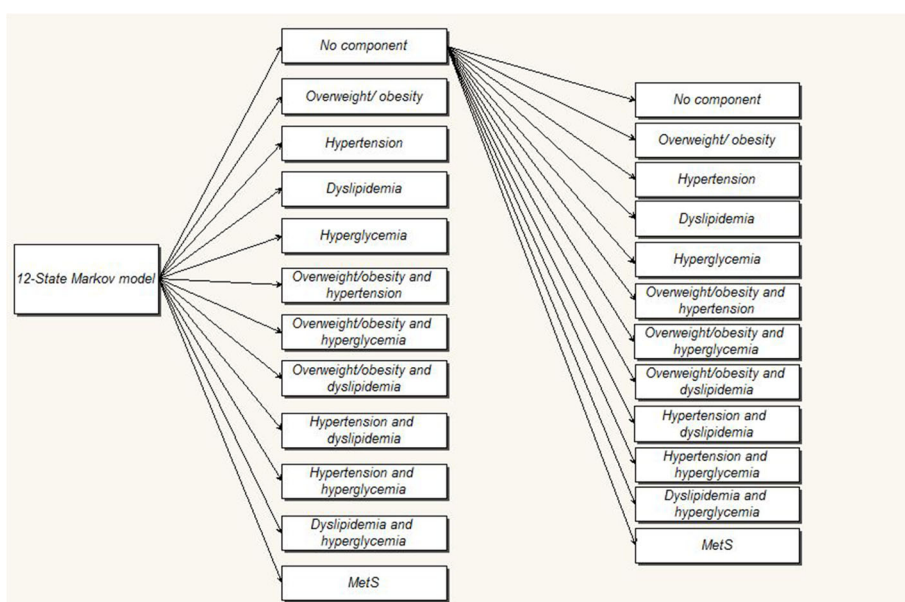 12-State Markov model
No component
Overweight/ obesity
Hypertension
Dyslipidemia
Hyperglycemia
Overweight/obesity and
hypertension
Overweight/obesity and
hyperglycemia
Overweight/obesity and
dyslipidemia
Hypertension and
dyslipidemia
Hypertension and
hyperglycemia
Dyslipidemia and
hyperglycemia
MetS
No component
Overweight/ obesity
Hypertension
Dyslipidemia
Hyperglycemia
Overweight/obesity and
hypertension
Overweight/obesity and
hyperglycemia
Overweight/obesity and
dyslipidemia
Hypertension and
dyslipidemia
Hypertension and
hyperglycemia
Dyslipidemia and
hyperglycemia
MetS